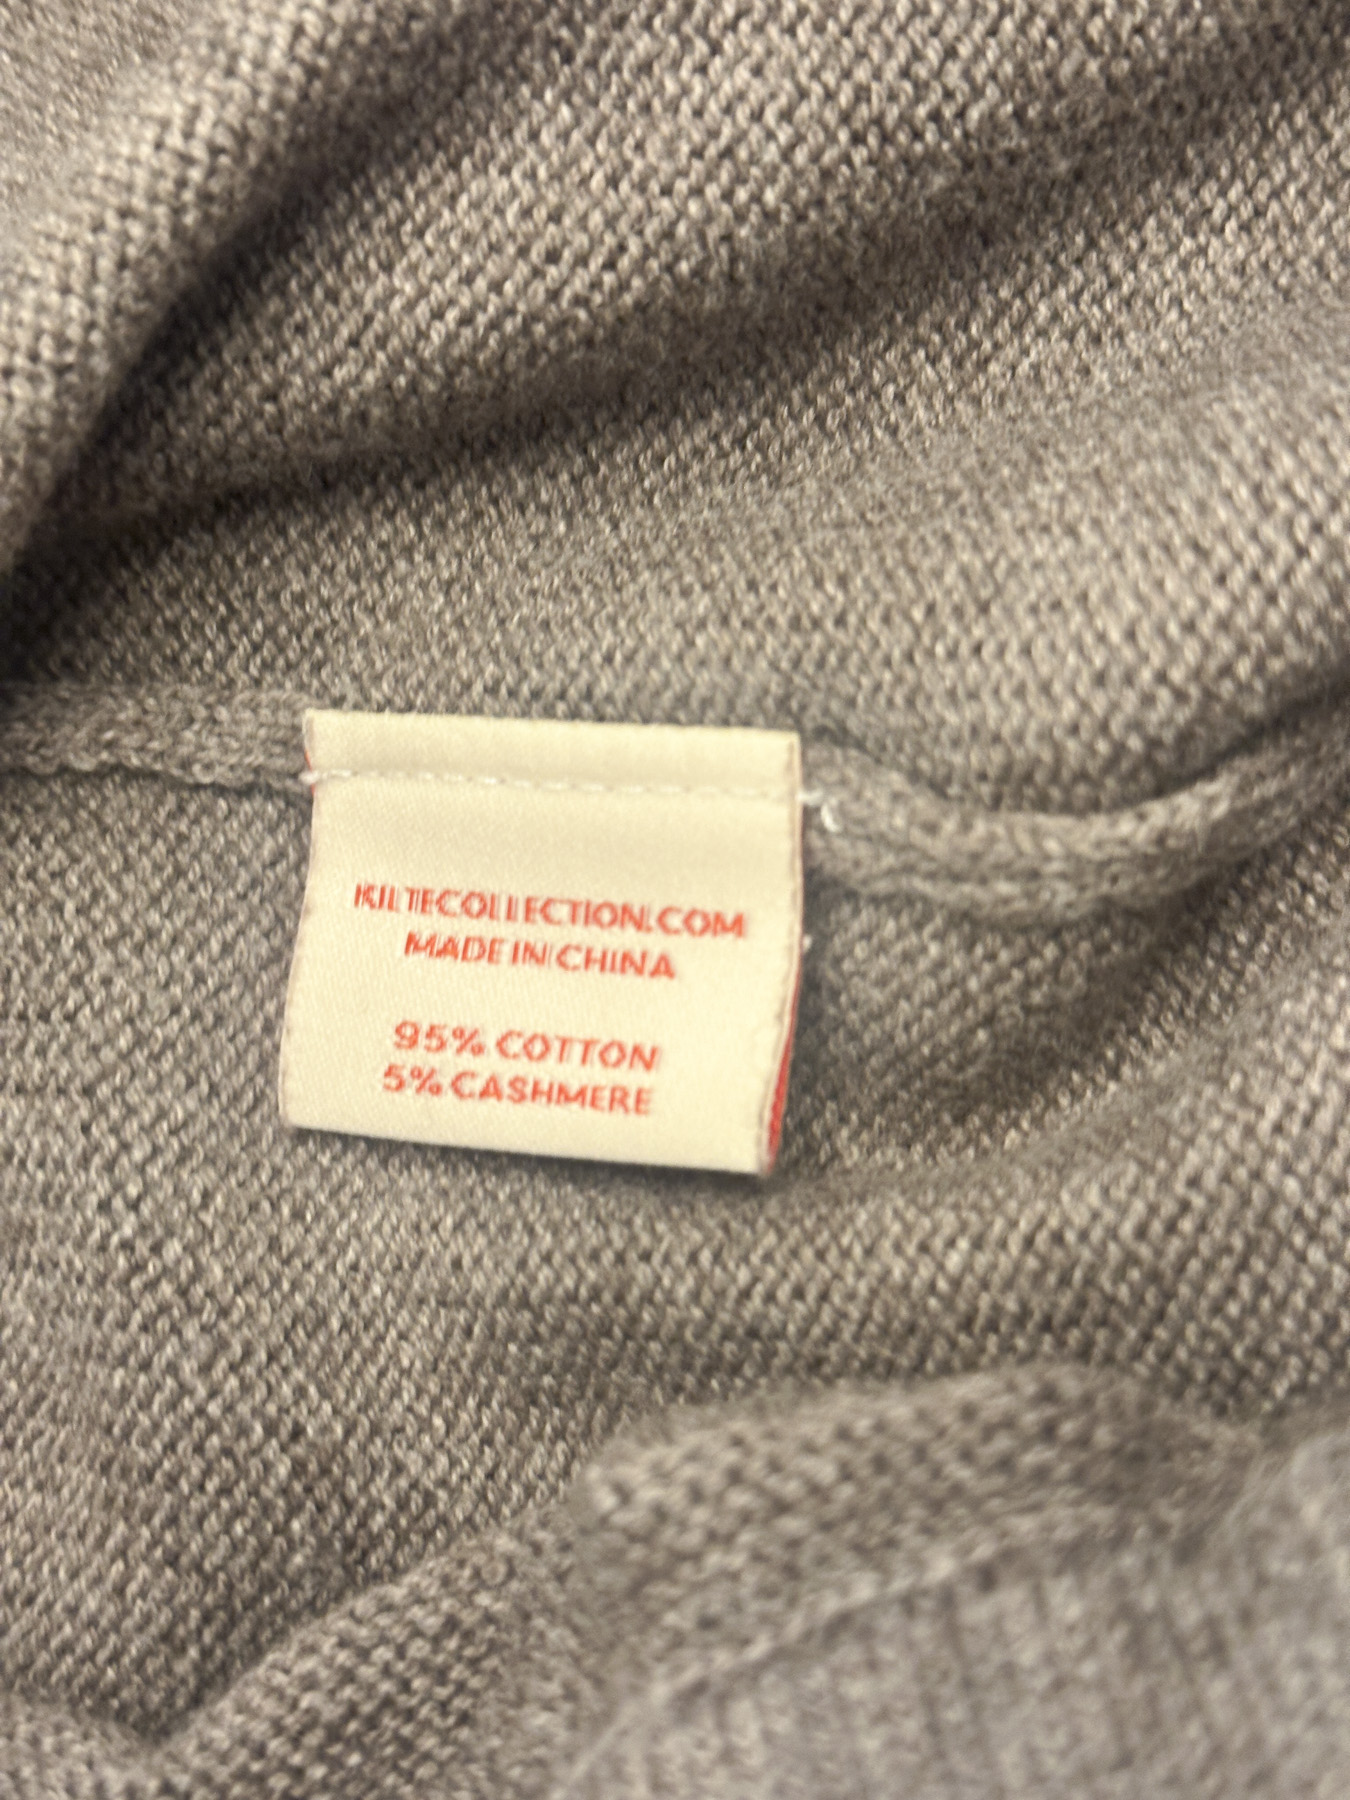 KILTECOLLECTION.COM
MADE IN CHINA
95% COTTON
5% CASHMERE